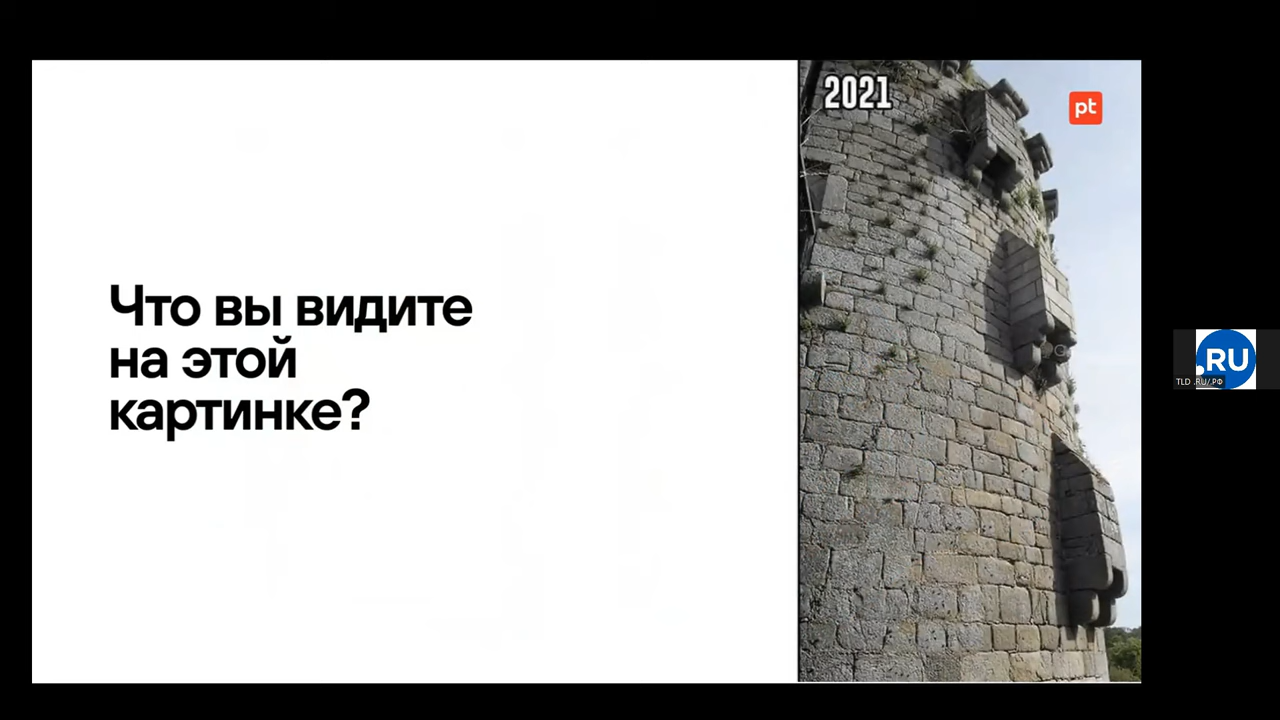 2021
pt
Что вы видите
на этой
картинке?
.RU
TLD .RU/.РФ